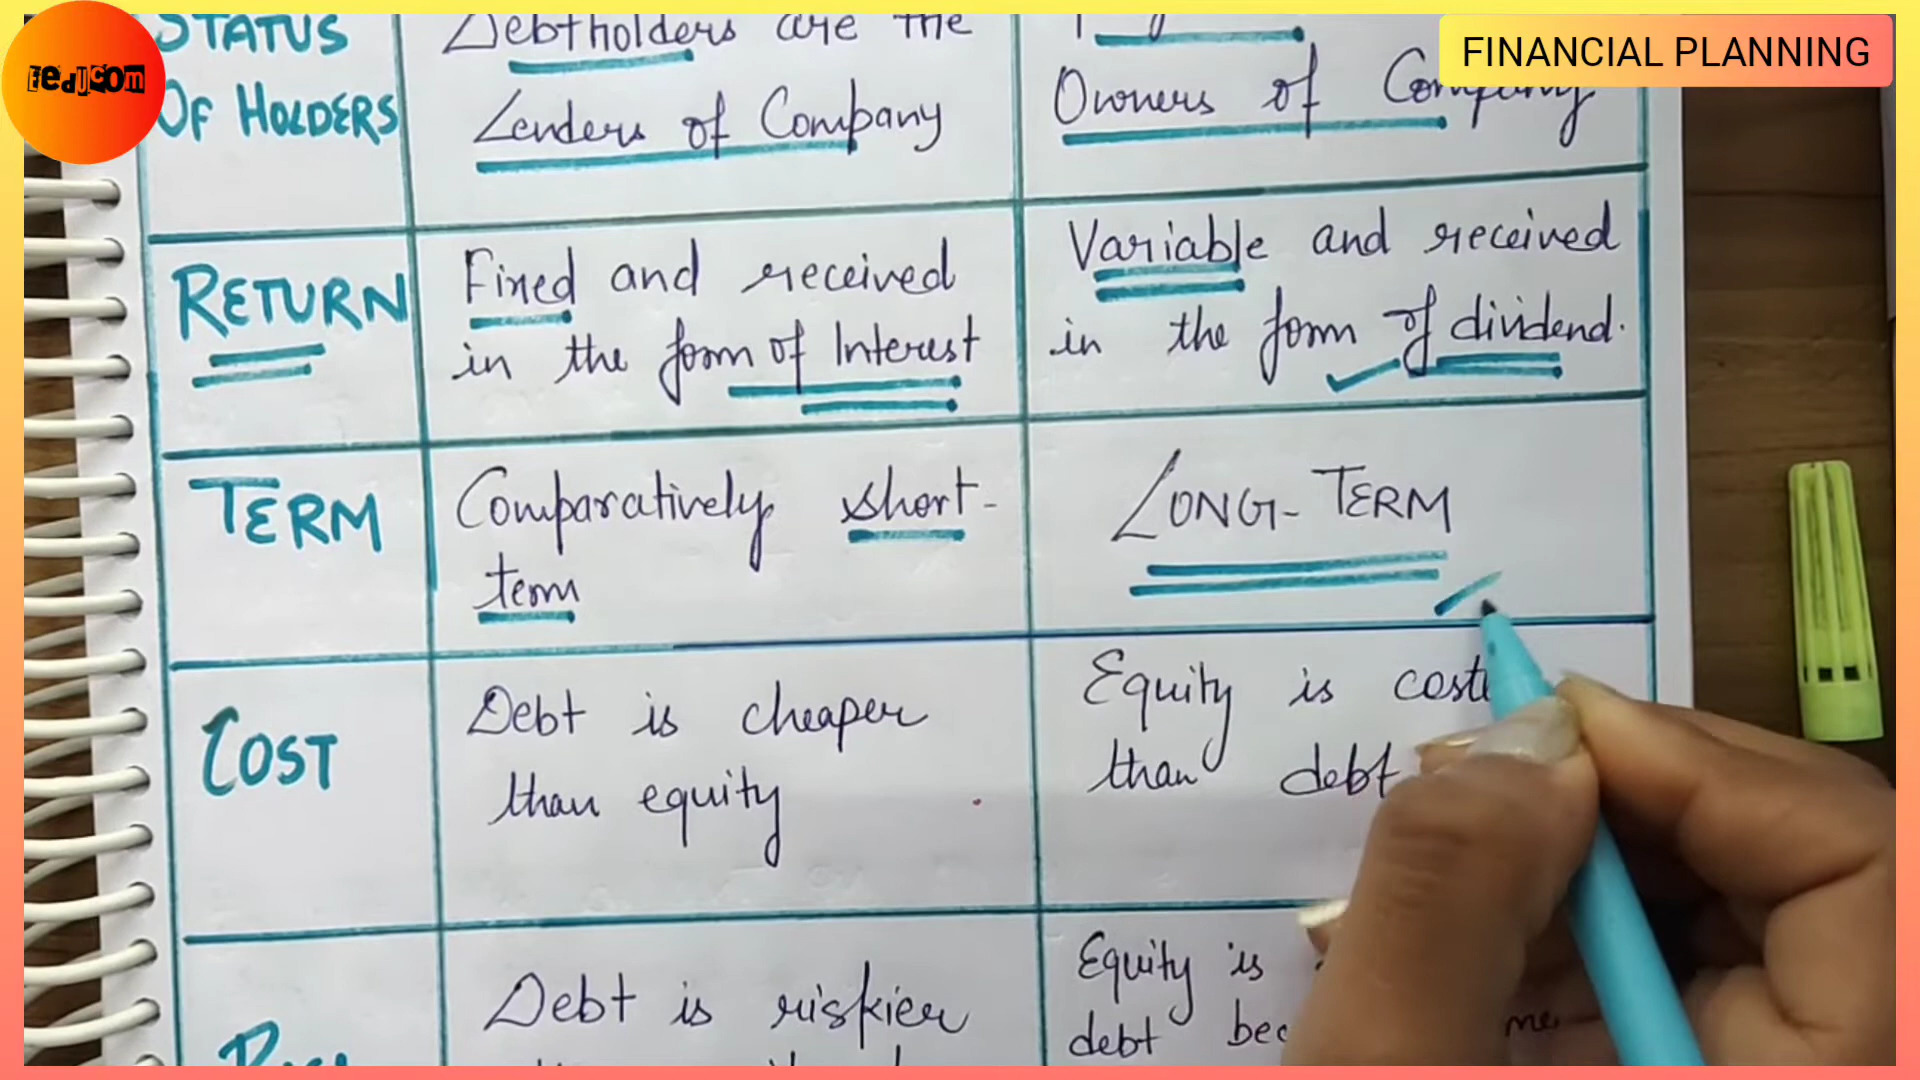 FINANCIAL PLANNING
eeducom
STATUS
OF HOLDERS
Debtholders are the
Lenders of Company
Owners of Company
RETURN
Fixed and received
in the form of Interest
Variable and received
in the form of dividend.
TERM
Comparatively short-
term
LONG-TERM
COST
Debt is cheaper
than equity
Equity is
than debt
Debt is riskier
Equity is
debt